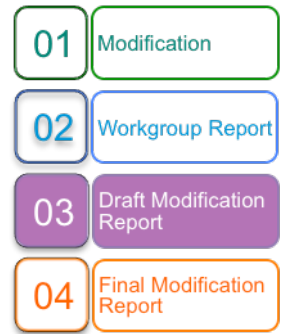 01 Modification
02 Workgroup Report
03 Draft Modification
Report
04 Final Modification
Report